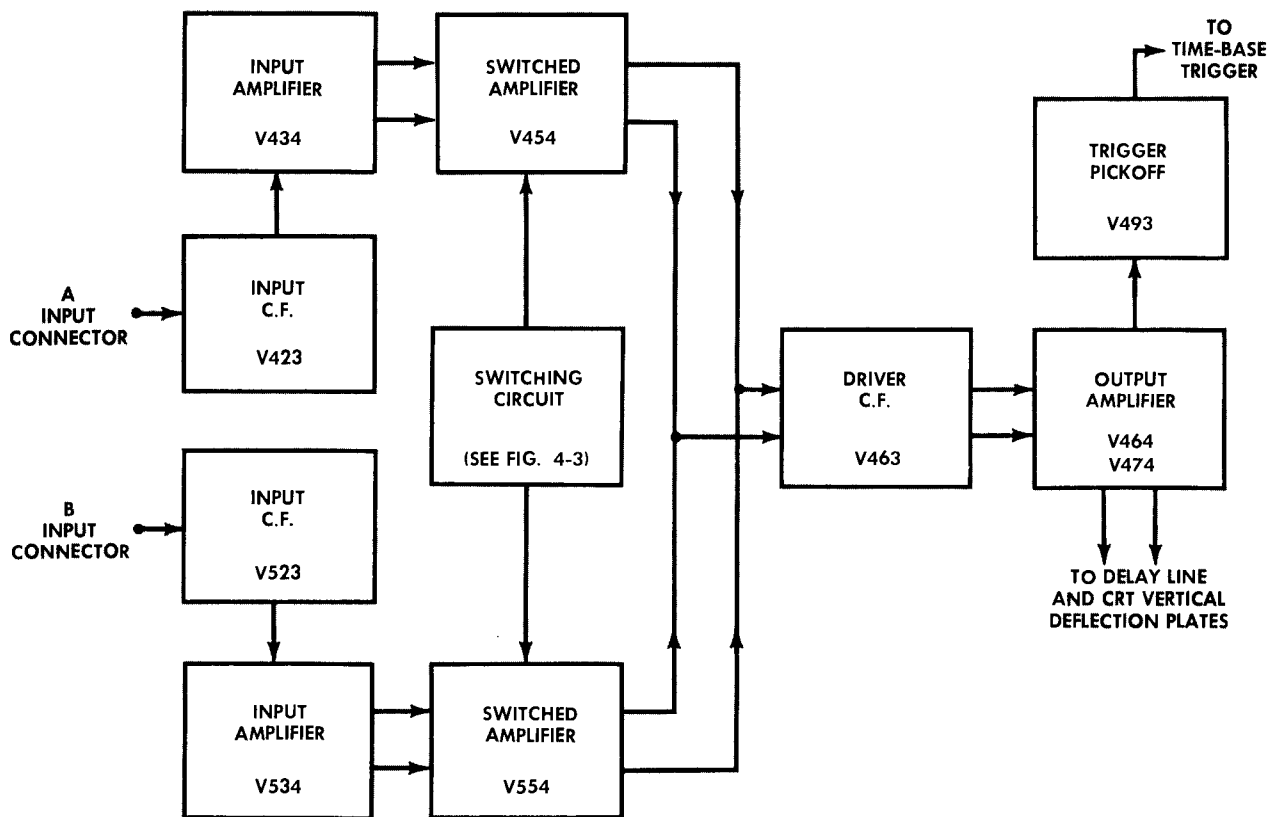 INPUT
AMPLIFIER
V434
SWITCHED
AMPLIFIER
V454
TO
TIME-BASE
TRIGGER
TRIGGER
PICKOFF
V493
A
INPUT
CONNECTOR
INPUT
C.F.
V423
SWITCHING
CIRCUIT
(SEE FIG. 4-3)
DRIVER
C.F.
V463
OUTPUT
AMPLIFIER
V464
V474
B
INPUT
CONNECTOR
INPUT
C.F.
V523
TO DELAY LINE
AND CRT VERTICAL
DEFLECTION PLATES
INPUT
AMPLIFIER
V534
SWITCHED
AMPLIFIER
V554